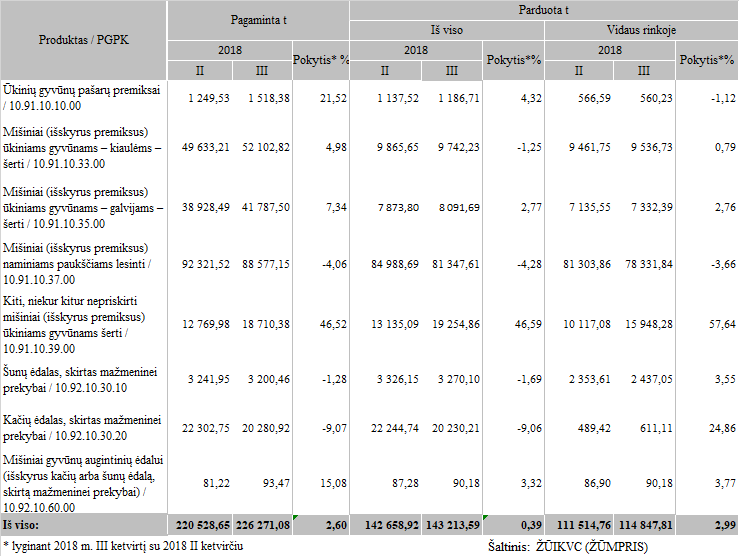 Produktas / PGPK
Pagaminta t
Parduota t
Iš viso
Vidaus rinkoje
2018
Pokytis* %
2018
Pokytis*%
2018
Pokytis*%
II III II III II III
Ūkinių gyvūnų pašarų premiksai
/ 10.91.10.10.00
1 249,53 1 518,38 21,52 1 137,52 1 186,71 4,32 566,59 560,23 -1,12
Mišiniai (išskyrus premiksus)
ūkiniams gyvūnams – kiaulėms –
šerti / 10.91.10.33.00
49 633,21 52 102,82 4,98 9 865,65 9 742,23 -1,25 9 461,75 9 536,73 0,79
Mišiniai (išskyrus premiksus)
ūkiniams gyvūnams – galvijams –
šerti / 10.91.10.35.00
38 928,49 41 787,50 7,34 7 873,80 8 091,69 2,77 7 135,55 7 332,39 2,76
Mišiniai (išskyrus premiksus)
naminiams paukščiams lesinti /
10.91.10.37.00
92 321,52 88 577,15 -4,06 84 988,69 81 347,61 -4,28 81 303,86 78 331,84 -3,66
Kiti, niekur kitur nepriskirti
mišiniai (išskyrus premiksus)
ūkiniams gyvūnams šerti /
10.91.10.39.00
12 769,98 18 710,38 46,52 13 135,09 19 254,86 46,59 10 117,08 15 948,28 57,64
Šunų ėdalas, skirtas mažmeninei
prekybai / 10.92.10.30.10
3 241,95 3 200,46 -1,28 3 326,15 3 270,10 -1,69 2 353,61 2 437,05 3,55
Kačių ėdalas, skirtas mažmeninei
prekybai / 10.92.10.30.20
22 302,75 20 280,92 -9,07 22 244,74 20 230,21 -9,06 489,42 611,11 24,86
Mišiniai gyvūnų augintinių ėdalui
(išskyrus kačių arba šunų ėdalą,
skirtą mažmeninei prekybai) /
10.92.10.60.00
81,22 93,47 15,08 87,28 90,18 3,32 86,90 90,18 3,77
Iš viso: 220 528,65 226 271,08 2,60 142 658,92 143 213,59 0,39 111 514,76 114 847,81 2,99
* lyginant 2018 m. III ketvirtį su 2018 II ketvirčiu
Šaltinis: ŽŪIKVC (ŽŪMPRIS)